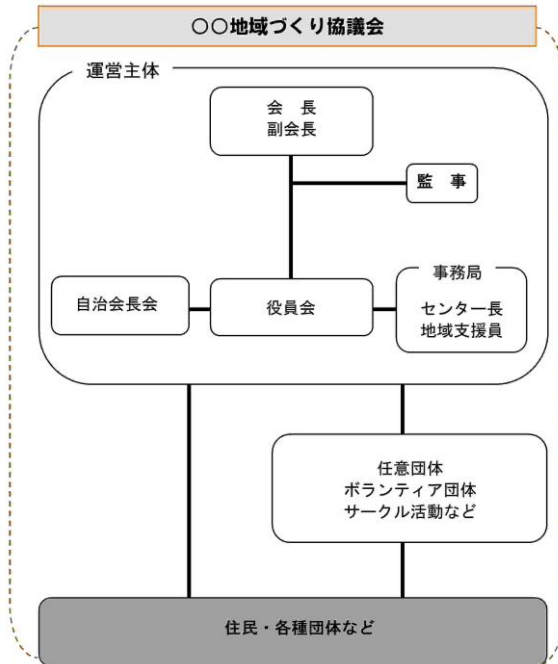 ○○地域づくり協議会
運営主体
会　長
副会長
監　事
自治会長会
役員会
事務局
センター長
地域支援員
任意団体
ボランティア団体
サークル活動など
住民・各種団体など